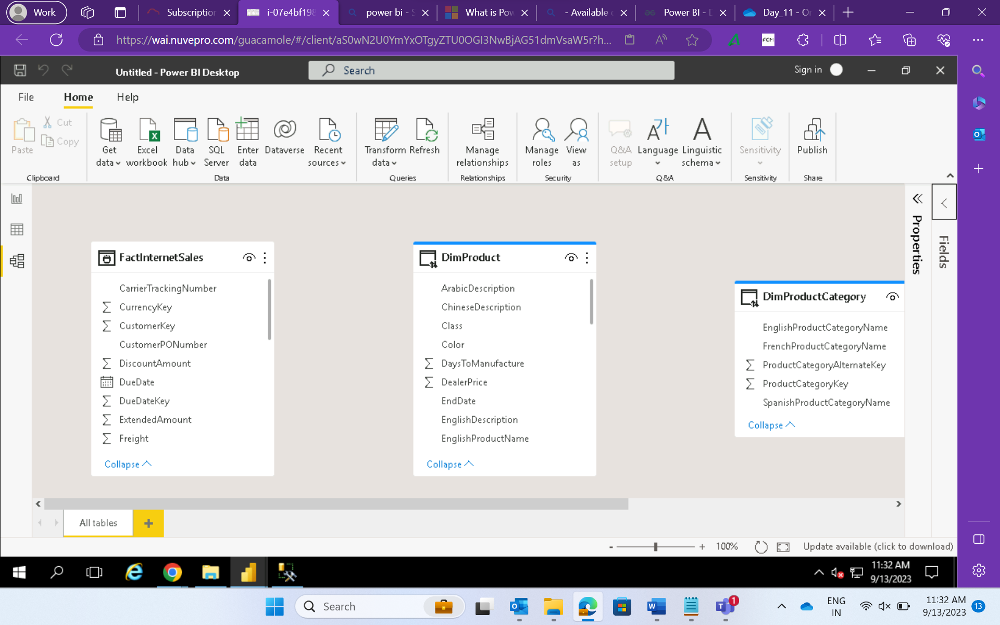 Work
Subscription
i-07e4bf198
power bi - S
What is Pow
- Available
Power BI - D
Day_11 - O
https://wai.nuvepro.com/guacamole/#/client/aS0wN2U0YmYxOTgyZTU0OGI3NwBjAG51dmVsaW5r?h...
FCM
Untitled - Power BI Desktop
Search
Sign in
File Home Help
Paste
Cut
Copy
Clipboard
Get data
Excel workbook
Data hub
SQL Server
Enter data
Dataverse
Recent sources
Data
Transform data
Refresh
Queries
Manage relationships
Relationships
Manage roles
View as
Security
Q&A setup
Language
Linguistic schema
Q&A
Sensitivity
Sensitivity
Publish
Share
FactInternetSales
CarrierTrackingNumber
CurrencyKey
CustomerKey
CustomerPONumber
DiscountAmount
DueDate
DueDateKey
ExtendedAmount
Freight
Collapse
DimProduct
ArabicDescription
ChineseDescription
Class
Color
DaysToManufacture
DealerPrice
EndDate
EnglishDescription
EnglishProductName
Collapse
DimProductCategory
EnglishProductCategoryName
FrenchProductCategoryName
ProductCategoryAlternateKey
ProductCategoryKey
SpanishProductCategoryName
Collapse
Properties
Fields
All tables
100%
Update available (click to download)
11:32 AM
9/13/2023
Search
1
ENG
IN
11:32 AM
9/13/2023
13